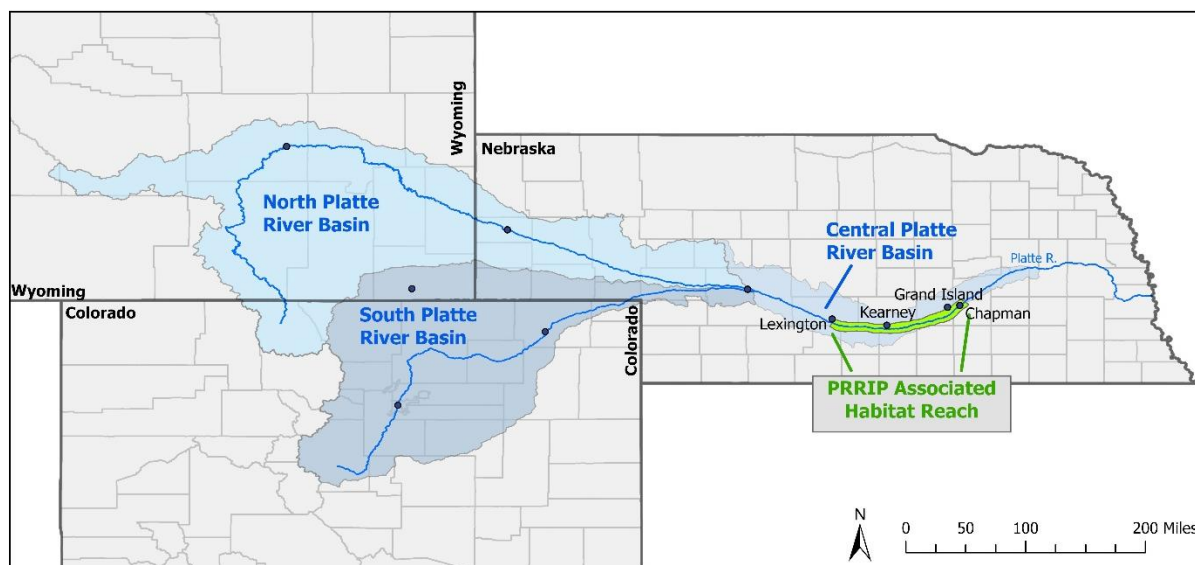 Wyoming
Nebraska
North Platte
River Basin
Central Platte
River Basin
Platte R.
Wyoming
Colorado
South Platte
River Basin
Colorado
Grand Island
Kearney
Lexington
Chapman
PRRIP Associated
Habitat Reach
N
0 50 100 200 Miles